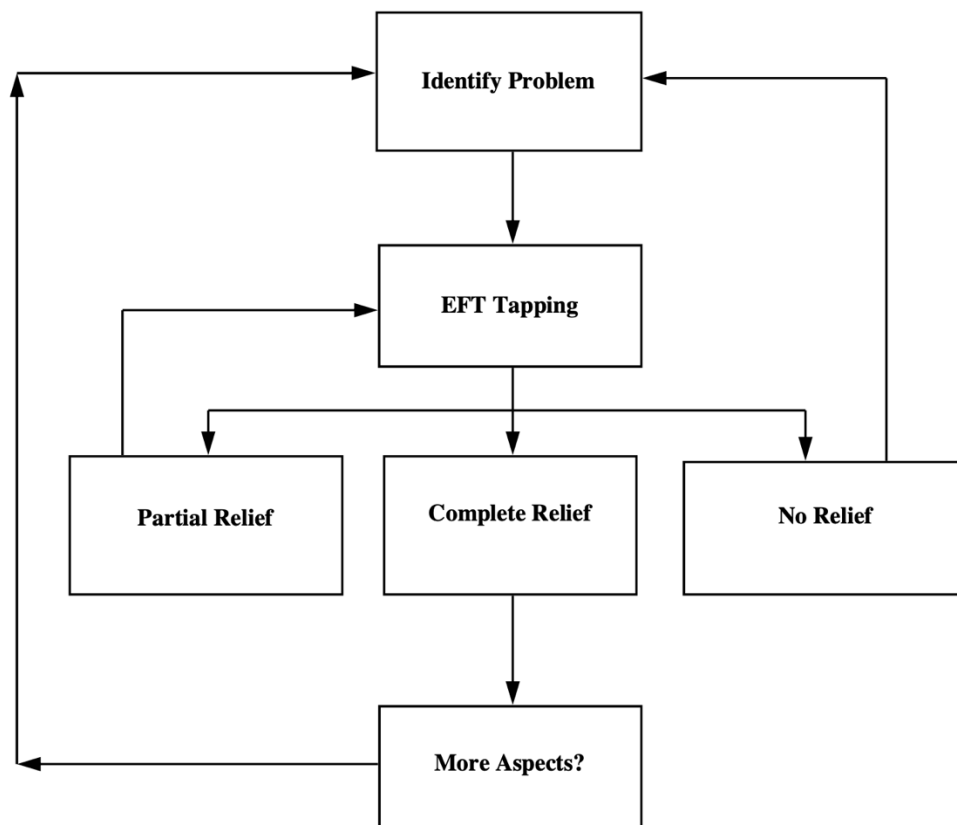 Identify Problem
EFT Tapping
Partial Relief
Complete Relief
No Relief
More Aspects?